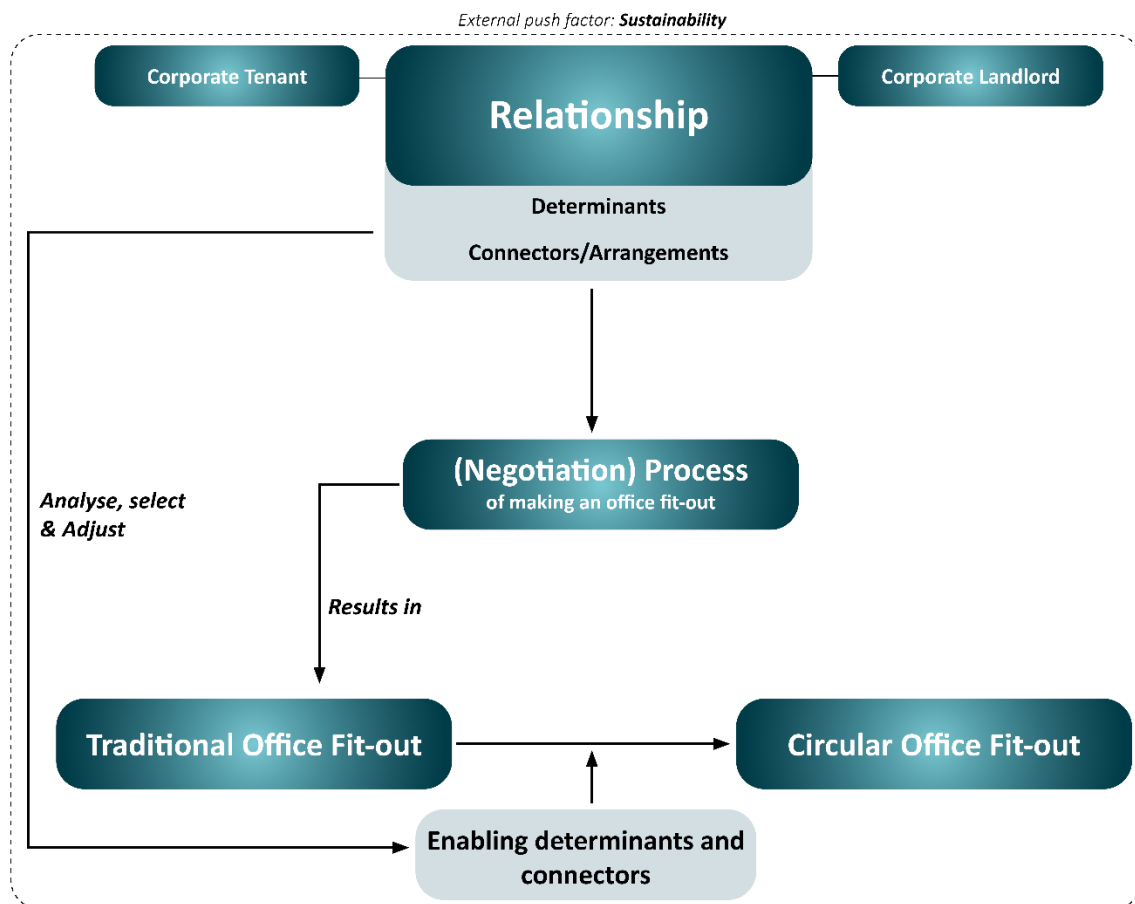 External push factor: Sustainability
Corporate Tenant
Relationship
Corporate Landlord
Determinants
Connectors/Arrangements
(Negotiation) Process
of making an office fit-out
Analyse, select
& Adjust
Results in
Traditional Office Fit-out
Circular Office Fit-out
Enabling determinants and
connectors